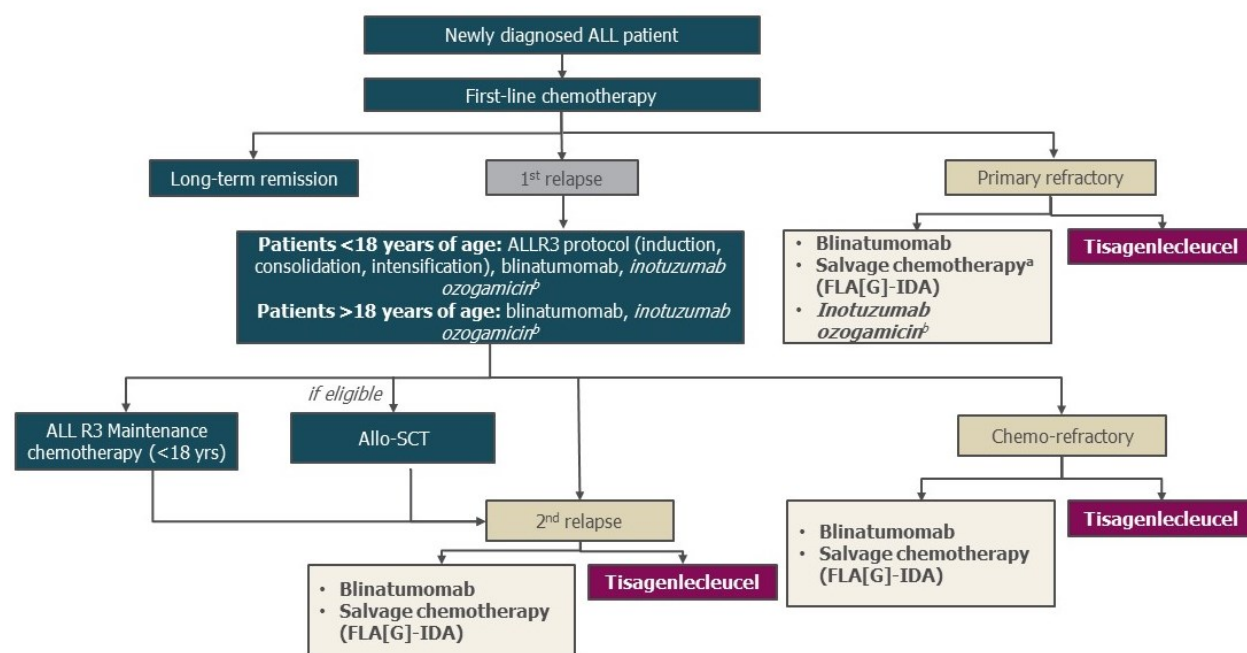 Newly diagnosed ALL patient
First-line chemotherapy
Long-term remission
1st relapse
Primary refractory
Patients <18 years of age: ALLR3 protocol (induction,
consolidation, intensification), blinatumomab, inotuzumab
ozogamicinb
Patients >18 years of age: blinatumomab, inotuzumab
ozogamicinb
• Blinatumomab
• Salvage chemotherapya
(FLA[G]-IDA)
• Inotuzumab
ozogamicinb
Tisagenlecleucel
if eligible
ALL R3 Maintenance
chemotherapy (<18 yrs)
Allo-SCT
Chemo-refractory
2nd relapse
• Blinatumomab
• Salvage chemotherapy
(FLA[G]-IDA)
Tisagenlecleucel
• Blinatumomab
• Salvage chemotherapy
(FLA[G]-IDA)
Tisagenlecleucel